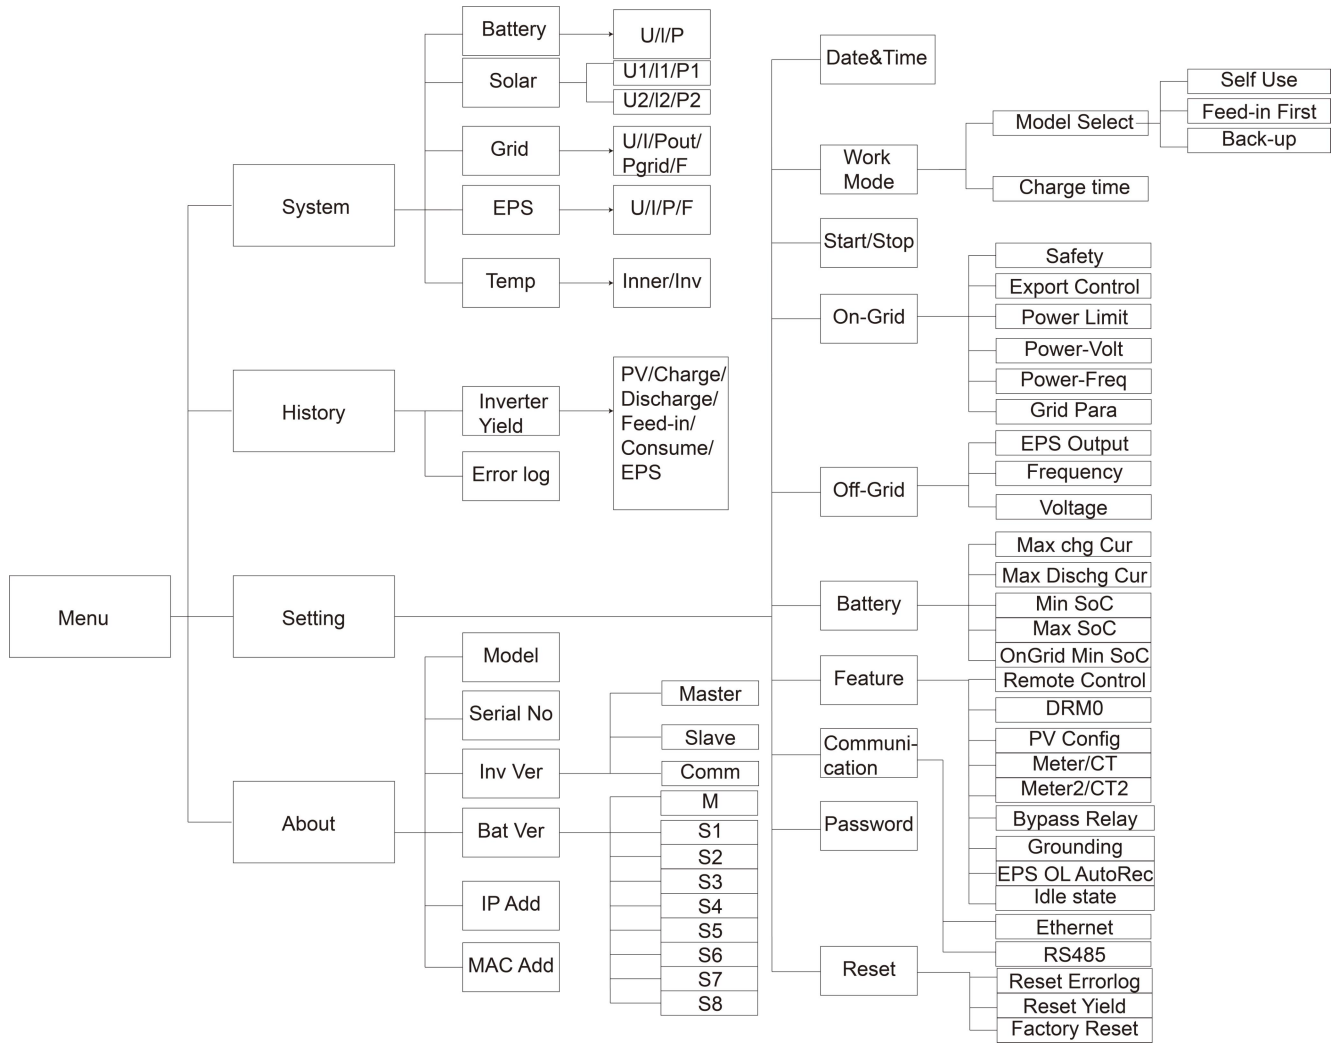 Menu
System
Battery
U/I/P
Solar
U1/I1/P1
U2/I2/P2
Grid
U/I/Pout/
Pgrid/F
EPS
U/I/P/F
Temp
Inner/Inv
History
Inverter
Yield
PV/Charge/
Discharge/
Feed-in/
Consume/
EPS
Error log
Setting
Date&Time
Work
Mode
Model Select
Self Use
Feed-in First
Back-up
Charge time
Start/Stop
On-Grid
Safety
Export Control
Power Limit
Power-Volt
Power-Freq
Grid Para
Off-Grid
EPS Output
Frequency
Voltage
Battery
Max chg Cur
Max Dischg Cur
Min SoC
Max SoC
OnGrid Min SoC
Feature
Remote Control
DRM0
PV Config
Meter/CT
Meter2/CT2
Bypass Relay
Grounding
EPS OL AutoRec
Idle state
Communi-
cation
Ethernet
RS485
Password
Reset
Reset Errorlog
Reset Yield
Factory Reset
About
Model
Serial No
Inv Ver
Master
Slave
Comm
Bat Ver
M
S1
S2
S3
S4
S5
S6
S7
S8
IP Add
MAC Add